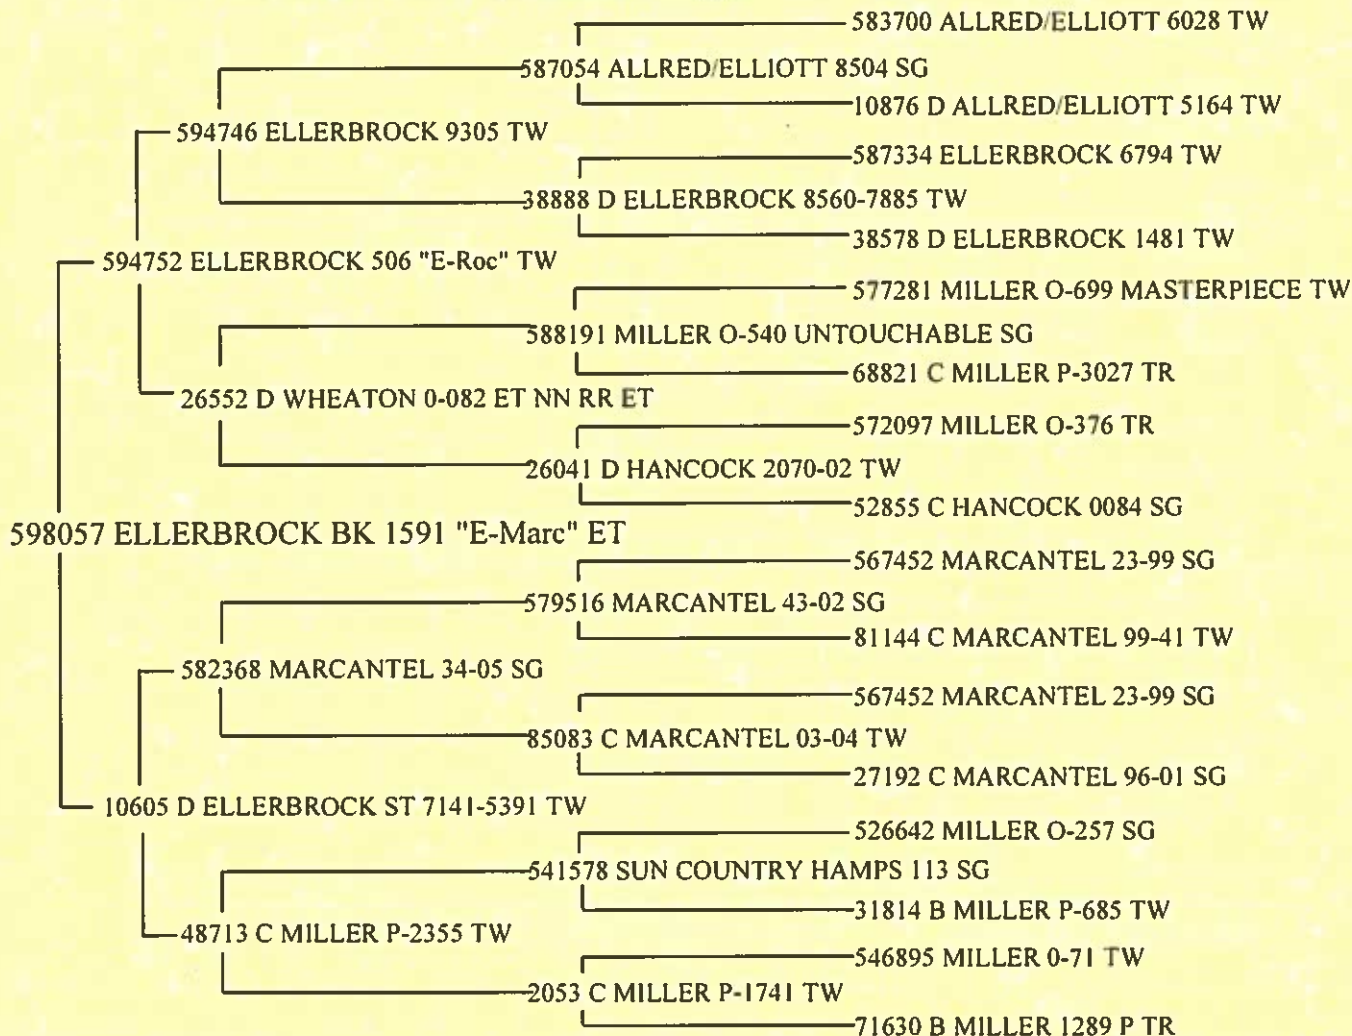 583700 ALLRED/ELLIOTT 6028 TW
587054 ALLRED/ELLIOTT 8504 SG
10876 D ALLRED/ELLIOTT 5164 TW
594746 ELLERBROCK 9305 TW
587334 ELLERBROCK 6794 TW
38888 D ELLERBROCK 8560-7885 TW
38578 D ELLERBROCK 1481 TW
594752 ELLERBROCK 506 "E-Roc" TW
577281 MILLER O-699 MASTERPIECE TW
588191 MILLER O-540 UNTOUCHABLE SG
68821 C MILLER P-3027 TR
26552 D WHEATON 0-082 ET NN RR ET
572097 MILLER O-376 TR
26041 D HANCOCK 2070-02 TW
52855 C HANCOCK 0084 SG
598057 ELLERBROCK BK 1591 "E-Marc" ET
567452 MARCANTEL 23-99 SG
579516 MARCANTEL 43-02 SG
81144 C MARCANTEL 99-41 TW
582368 MARCANTEL 34-05 SG
567452 MARCANTEL 23-99 SG
85083 C MARCANTEL 03-04 TW
27192 C MARCANTEL 96-01 SG
10605 D ELLERBROCK ST 7141-5391 TW
526642 MILLER O-257 SG
541578 SUN COUNTRY HAMPS 113 SG
31814 B MILLER P-685 TW
48713 C MILLER P-2355 TW
546895 MILLER 0-71 TW
2053 C MILLER P-1741 TW
71630 B MILLER 1289 P TR